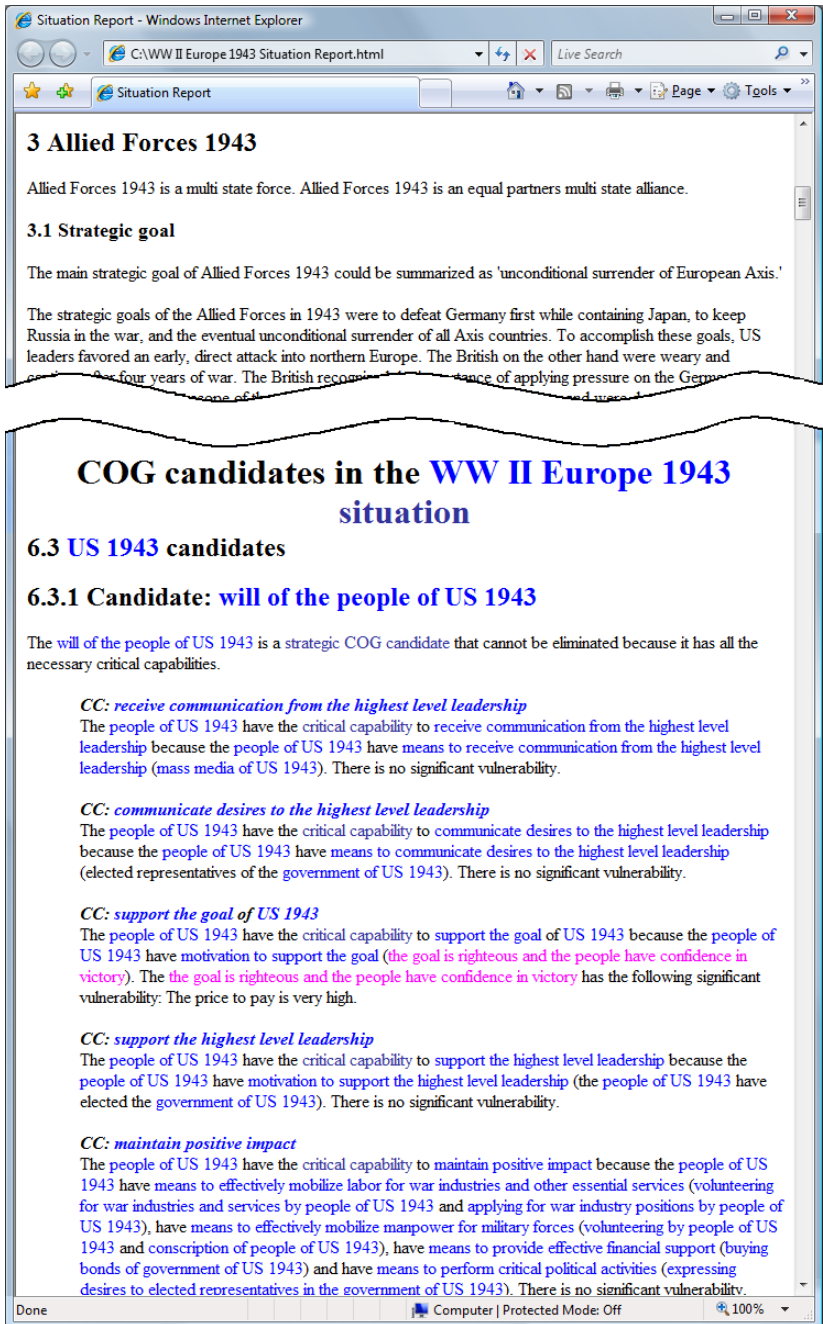 Situation Report - Windows Internet Explorer
C:\WW II Europe 1943 Situation Report.html
Live Search
Situation Report
Page
Tools
3 Allied Forces 1943
Allied Forces 1943 is a multi state force. Allied Forces 1943 is an equal partners multi state alliance.
3.1 Strategic goal
The main strategic goal of Allied Forces 1943 could be summarized as 'unconditional surrender of European Axis.'
The strategic goals of the Allied Forces in 1943 were to defeat Germany first while containing Japan, to keep
Russia in the war, and the eventual unconditional surrender of all Axis countries. To accomplish these goals, US
leaders favored an early, direct attack into northern Europe. The British on the other hand were weary and
four years of war. The British of applying pressure on the
COG candidates in the WW II Europe 1943
situation
6.3 US 1943 candidates
6.3.1 Candidate: will of the people of US 1943
The will of the people of US 1943 is a strategic COG candidate that cannot be eliminated because it has all the
necessary critical capabilities.
CC: receive communication from the highest level leadership
The people of US 1943 have the critical capability to receive communication from the highest level
leadership because the people of US 1943 have means to receive communication from the highest level
leadership (mass media of US 1943). There is no significant vulnerability.
CC: communicate desires to the highest level leadership
The people of US 1943 have the critical capability to communicate desires to the highest level leadership
because the people of US 1943 have means to communicate desires to the highest level leadership
(elected representatives of the government of US 1943). There is no significant vulnerability.
CC: support the goal of US 1943
The people of US 1943 have the critical capability to support the goal of US 1943 because the people of
US 1943 have motivation to support the goal (the goal is righteous and the people have confidence in
victory). The the goal is righteous and the people have confidence in victory has the following significant
vulnerability: The price to pay is very high.
CC: support the highest level leadership
The people of US 1943 have the critical capability to support the highest level leadership because the
people of US 1943 have motivation to support the highest level leadership (the people of US 1943 have
elected the government of US 1943). There is no significant vulnerability.
CC: maintain positive impact
The people of US 1943 have the critical capability to maintain positive impact because the people of US
1943 have means to effectively mobilize labor for war industries and other essential services (volunteering
for war industries and services by people of US 1943 and applying for war industry positions by people of
US 1943), have means to effectively mobilize manpower for military forces (volunteering by people of US
1943 and conscription of people of US 1943), have means to provide effective financial support (buying
bonds of government of US 1943) and have means to perform critical political activities (expressing
desires to elected representatives in the government of US 1943). There is no significant vulnerability.
Done
Computer | Protected Mode: Off
100%